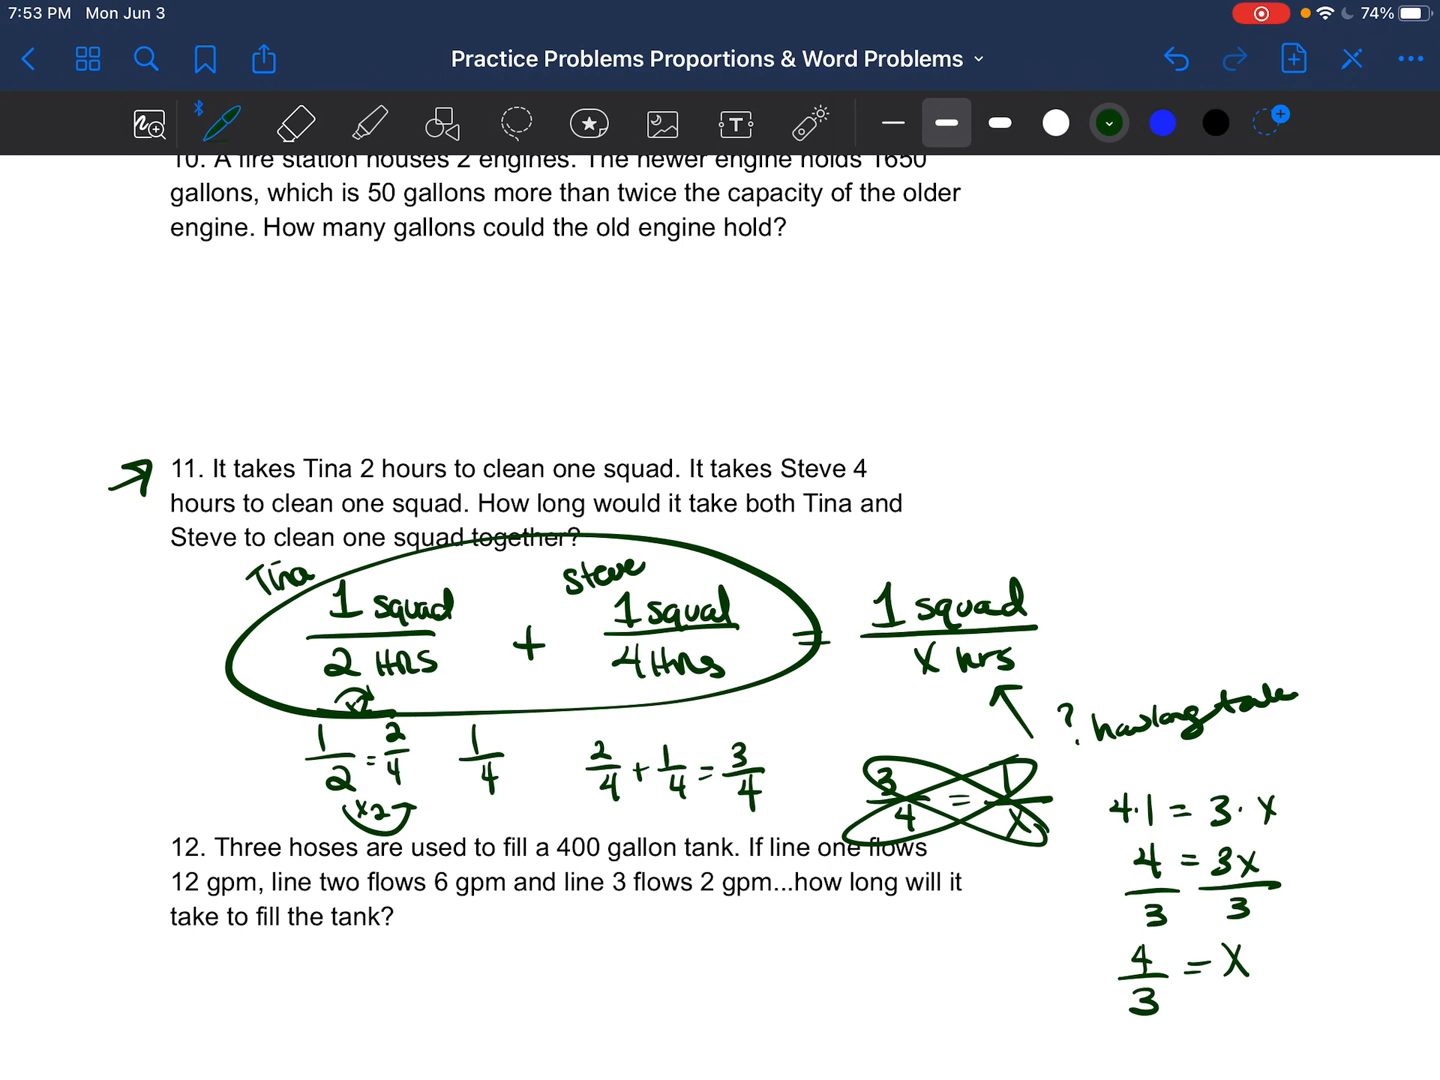 7:53 PM Mon Jun 3
74%
Practice Problems Proportions & Word Problems
T
10. A fire station houses 2 engines. The newer engine holds 1650
gallons, which is 50 gallons more than twice the capacity of the older
engine. How many gallons could the old engine hold?
11. It takes Tina 2 hours to clean one squad. It takes Steve 4
hours to clean one squad. How long would it take both Tina and
Steve to clean one squad together?
Tina Steve
1 squad / 2 HRS + 1 squad / 4 Hrs = 1 squad / x hrs
? how long take
x2
1/2 = 2/4 1/4 2/4 + 1/4 = 3/4 3/4 = 1/x
x2
4·1 = 3·x
4/3 = 3x/3
4/3 = x
12. Three hoses are used to fill a 400 gallon tank. If line one flows
12 gpm, line two flows 6 gpm and line 3 flows 2 gpm...how long will it
take to fill the tank?